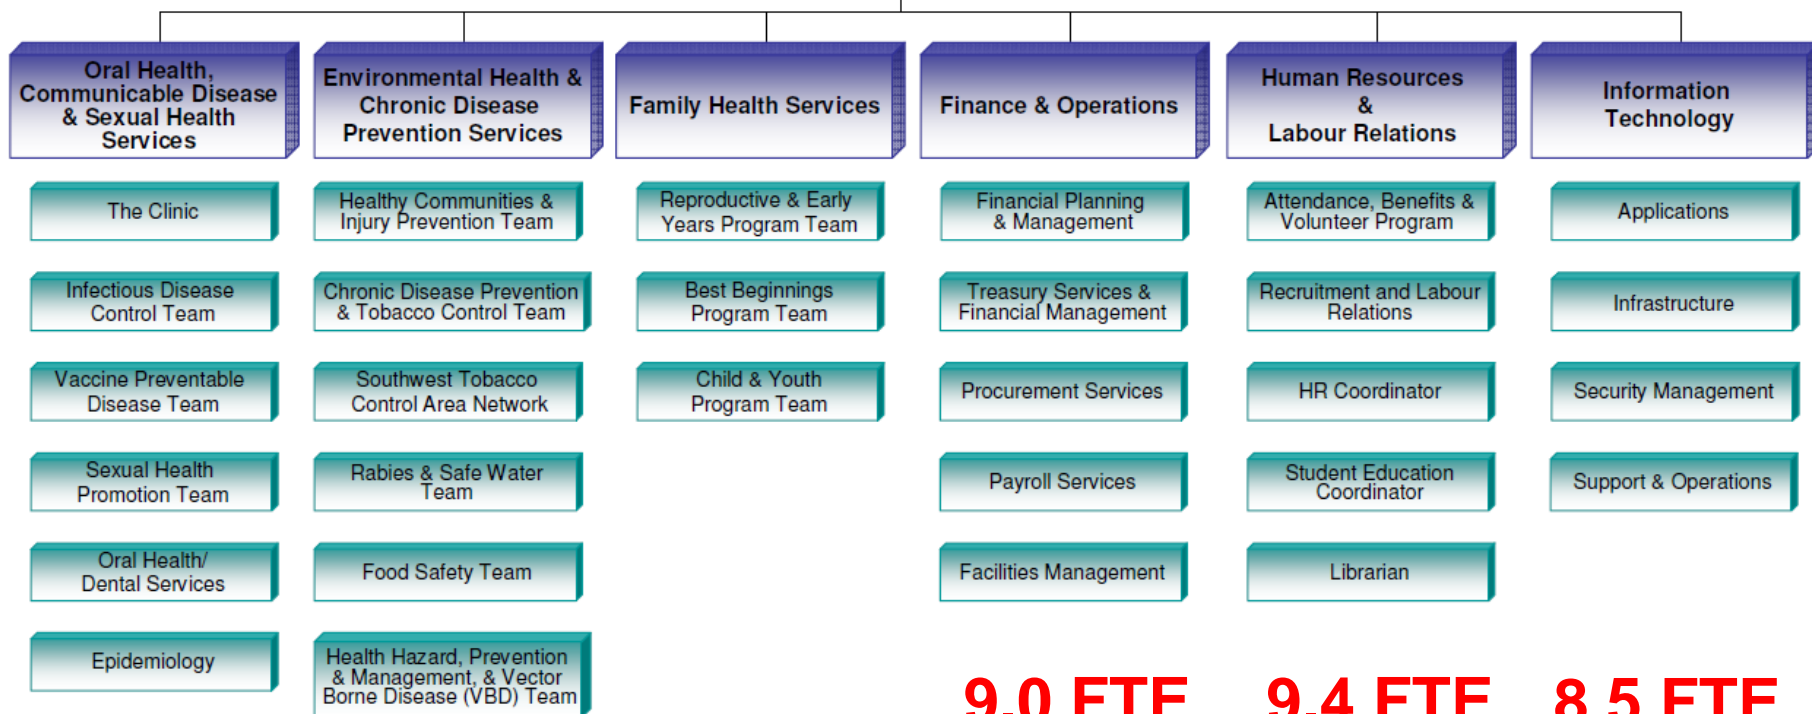 Oral Health,
Communicable Disease
& Sexual Health
Services
Environmental Health &
Chronic Disease
Prevention Services
Family Health Services
Finance & Operations
Human Resources
&
Labour Relations
Information
Technology
The Clinic
Infectious Disease
Control Team
Vaccine Preventable
Disease Team
Sexual Health
Promotion Team
Oral Health/
Dental Services
Epidemiology
Healthy Communities &
Injury Prevention Team
Chronic Disease Prevention
& Tobacco Control Team
Southwest Tobacco
Control Area Network
Rabies & Safe Water
Team
Food Safety Team
Health Hazard, Prevention
& Management, & Vector
Borne Disease (VBD) Team
Reproductive & Early
Years Program Team
Best Beginnings
Program Team
Child & Youth
Program Team
Financial Planning
& Management
Treasury Services &
Financial Management
Procurement Services
Payroll Services
Facilities Management
9.0 FTE
Attendance, Benefits &
Volunteer Program
Recruitment and Labour
Relations
HR Coordinator
Student Education
Coordinator
Librarian
9.4 FTE
Applications
Infrastructure
Security Management
Support & Operations
8.5 FTE